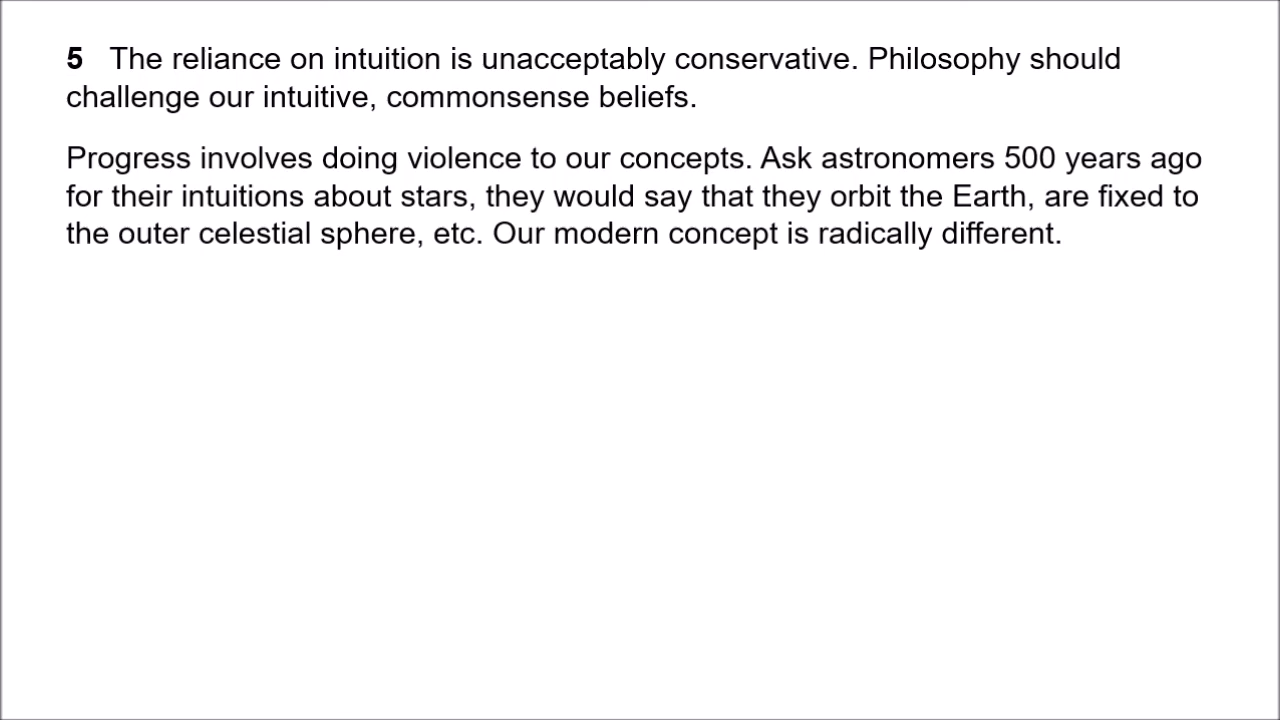 5 The reliance on intuition is unacceptably conservative. Philosophy should
challenge our intuitive, commonsense beliefs.
Progress involves doing violence to our concepts. Ask astronomers 500 years ago
for their intuitions about stars, they would say that they orbit the Earth, are fixed to
the outer celestial sphere, etc. Our modern concept is radically different.